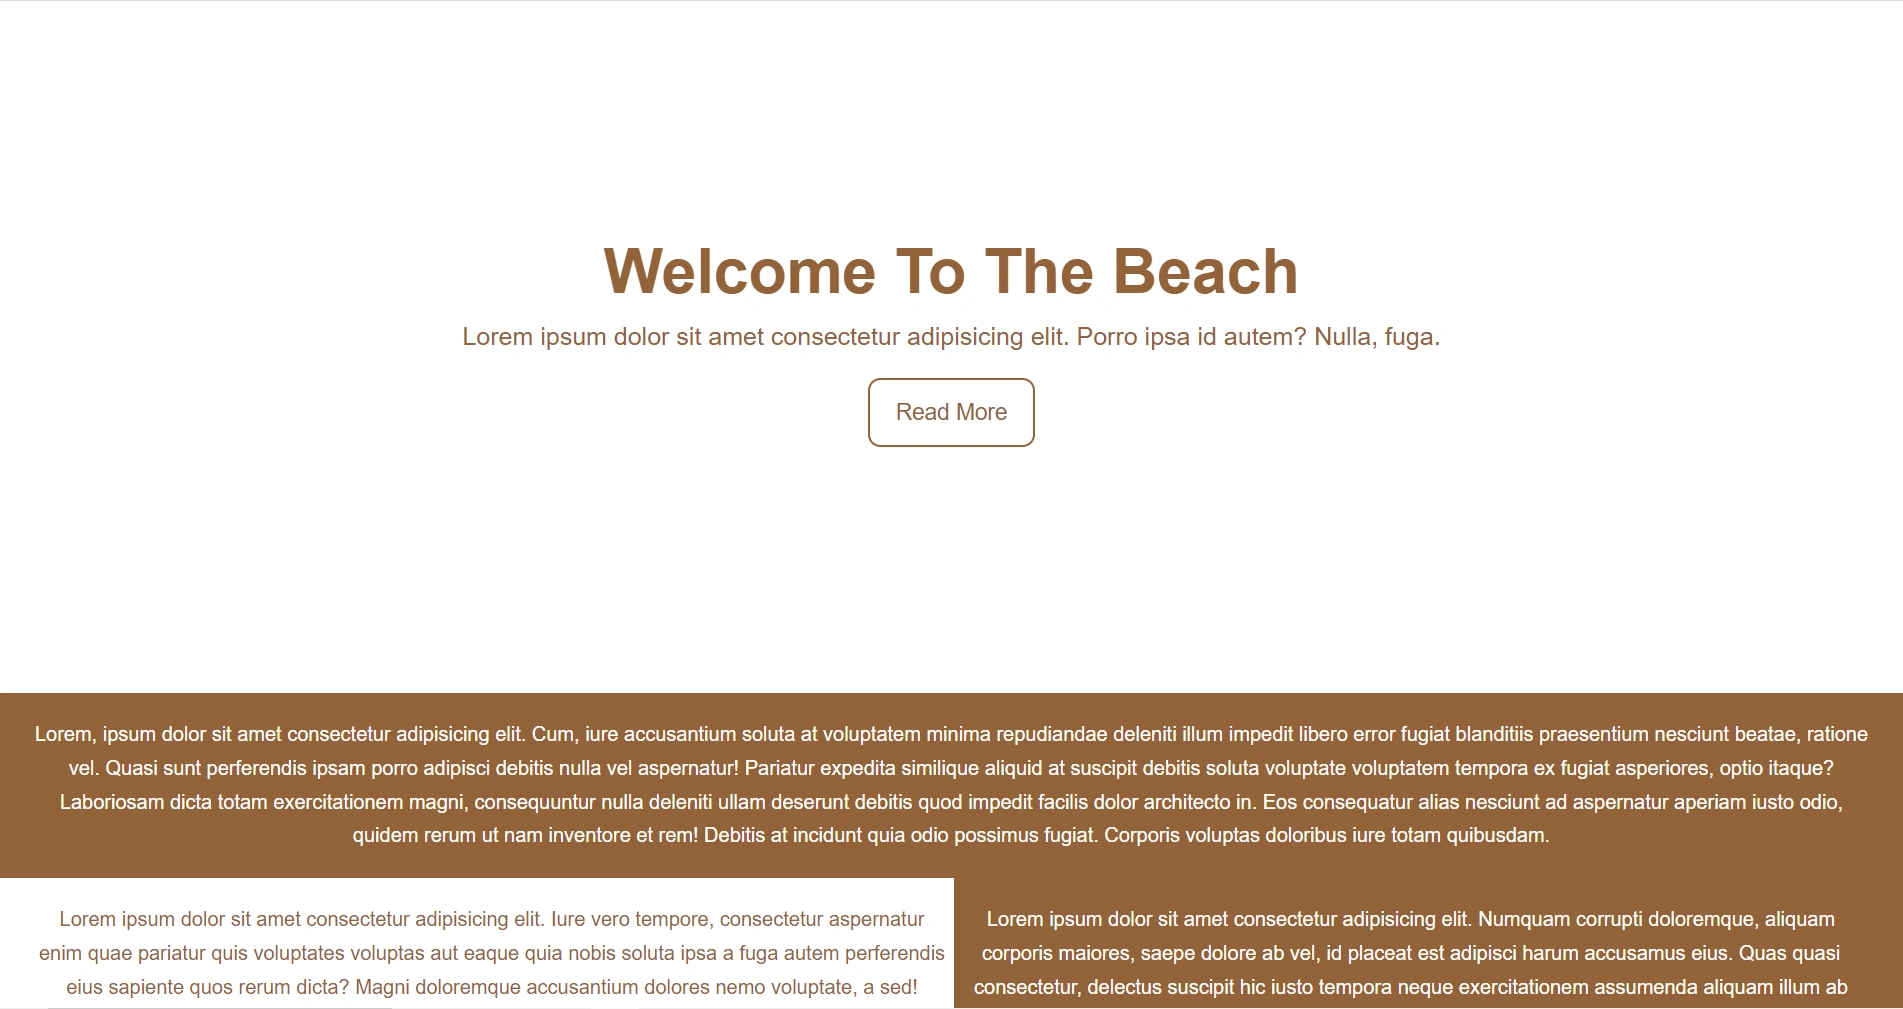 Welcome To The Beach
Lorem ipsum dolor sit amet consectetur adipisicing elit. Porro ipsa id autem? Nulla, fuga.
Read More
Lorem, ipsum dolor sit amet consectetur adipisicing elit. Cum, iure accusantium soluta at voluptatem minima repudiandae deleniti illum impedit libero error fugiat blanditiis praesentium nesciunt beatae, ratione
vel. Quasi sunt perferendis ipsam porro adipisci debitis nulla vel aspernatur! Pariatur expedita similique aliquid at suscipit debitis soluta voluptate voluptatem tempora ex fugiat asperiores, optio itaque?
Laboriosam dicta totam exercitationem magni, consequuntur nulla deleniti ullam deserunt debitis quod impedit facilis dolor architecto in. Eos consequatur alias nesciunt ad aspernatur aperiam iusto odio,
quidem rerum ut nam inventore et rem! Debitis at incidunt quia odio possimus fugiat. Corporis voluptas doloribus iure totam quibusdam.
Lorem ipsum dolor sit amet consectetur adipisicing elit. Iure vero tempore, consectetur aspernatur
enim quae pariatur quis voluptates voluptas aut eaque quia nobis soluta ipsa a fuga autem perferendis
eius sapiente quos rerum dicta? Magni doloremque accusantium dolores nemo voluptate, a sed!
Lorem ipsum dolor sit amet consectetur adipisicing elit. Numquam corrupti doloremque, aliquam
corporis maiores, saepe dolore ab vel, id placeat est adipisci harum accusamus eius. Quas quasi
consectetur, delectus suscipit hic iusto tempora neque exercitationem assumenda aliquam illum ab